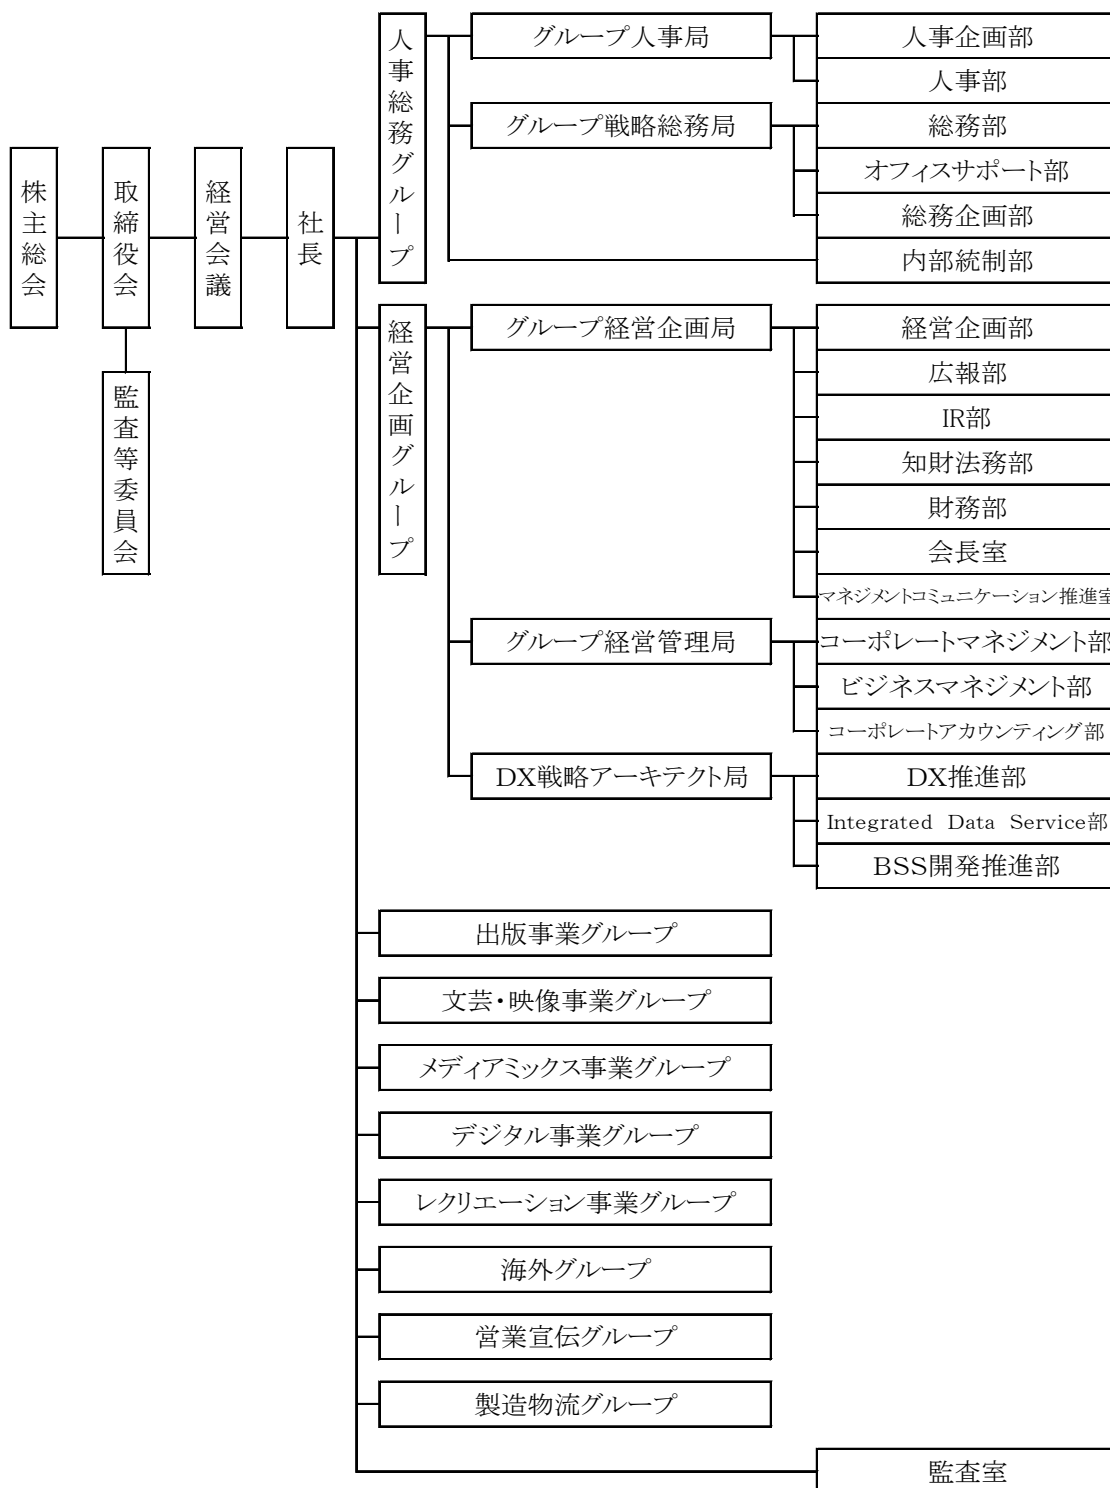 株主総会
取締役会
監査等委員会
経営会議
社長
人事総務グループ
グループ人事局
人事企画部
人事部
グループ戦略総務局
総務部
オフィスサポート部
総務企画部
内部統制部
経営企画グループ
グループ経営企画局
経営企画部
広報部
IR部
知財法務部
財務部
会長室
マネジメントコミュニケーション推進室
グループ経営管理局
コーポレートマネジメント部
ビジネスマネジメント部
コーポレートアカウンティング部
DX戦略アーキテクト局
DX推進部
Integrated Data Service部
BSS開発推進部
出版事業グループ
文芸・映像事業グループ
メディアミックス事業グループ
デジタル事業グループ
レクリエーション事業グループ
海外グループ
営業宣伝グループ
製造物流グループ
監査室